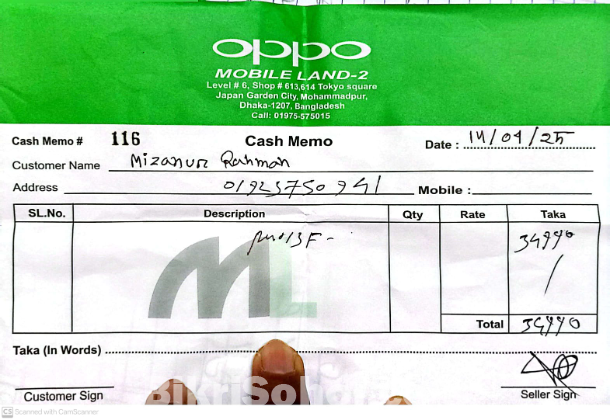 oppo
MOBILE LAND-2
Level # 6, Shop # 613,614 Tokyo square
Japan Garden City, Mohammadpur,
Dhaka-1207, Bangladesh
Call: 01975-575015
Cash Memo # 116 Cash Memo Date : 14/04/25
Customer Name Mizanur Rahman
Address Mobile :
SL.No. Description Qty Rate Taka
34990
ML
Total 34990
Taka (In Words)
Customer Sign Seller Sign
CS Scanned with CamScanner